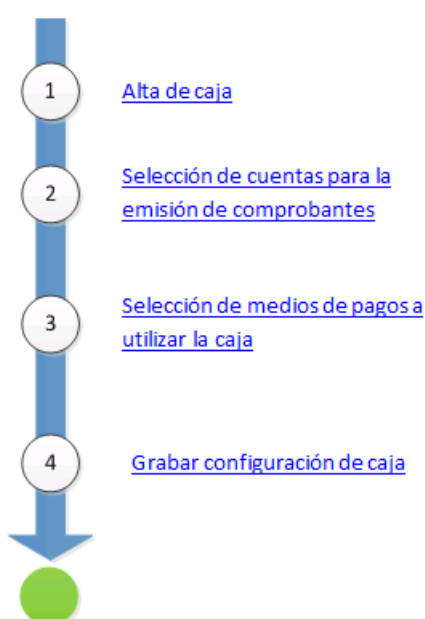 1
Alta de caja
2
Selección de cuentas para la
emisión de comprobantes
3
Selección de medios de pagos a
utilizar la caja
4
Grabar configuración de caja